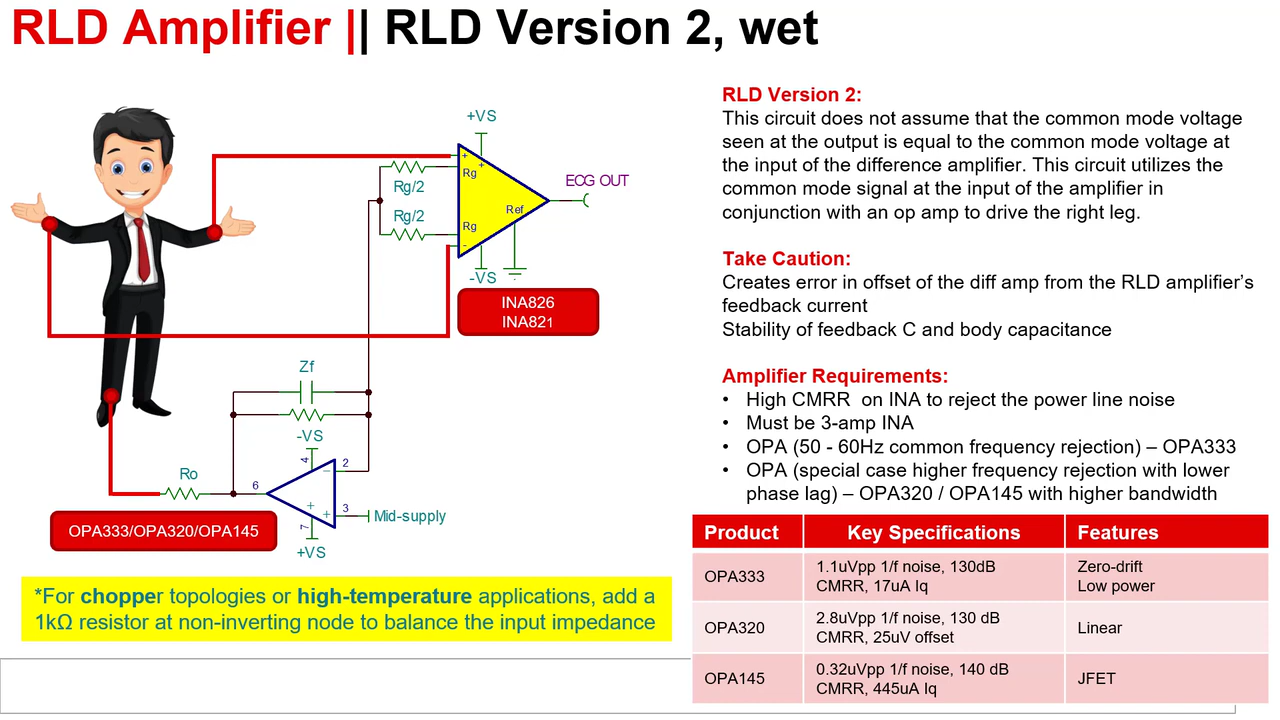 RLD Amplifier || RLD Version 2, wet
+VS
+
Rg
+
Rg/2
Rg/2
Ref
Rg
-
ECG OUT
-VS
INA826
INA821
Zf
-VS
4
2
-
6
+
+
3
Mid-supply
7
+VS
Ro
OPA333/OPA320/OPA145
*For chopper topologies or high-temperature applications, add a
1kΩ resistor at non-inverting node to balance the input impedance
RLD Version 2:
This circuit does not assume that the common mode voltage
seen at the output is equal to the common mode voltage at
the input of the difference amplifier. This circuit utilizes the
common mode signal at the input of the amplifier in
conjunction with an op amp to drive the right leg.
Take Caution:
Creates error in offset of the diff amp from the RLD amplifier's
feedback current
Stability of feedback C and body capacitance
Amplifier Requirements:
• High CMRR on INA to reject the power line noise
• Must be 3-amp INA
• OPA (50 - 60Hz common frequency rejection) – OPA333
• OPA (special case higher frequency rejection with lower
phase lag) – OPA320 / OPA145 with higher bandwidth
Product Key Specifications Features
OPA333 1.1uVpp 1/f noise, 130dB CMRR, 17uA Iq Zero-drift Low power
OPA320 2.8uVpp 1/f noise, 130 dB CMRR, 25uV offset Linear
OPA145 0.32uVpp 1/f noise, 140 dB CMRR, 445uA Iq JFET